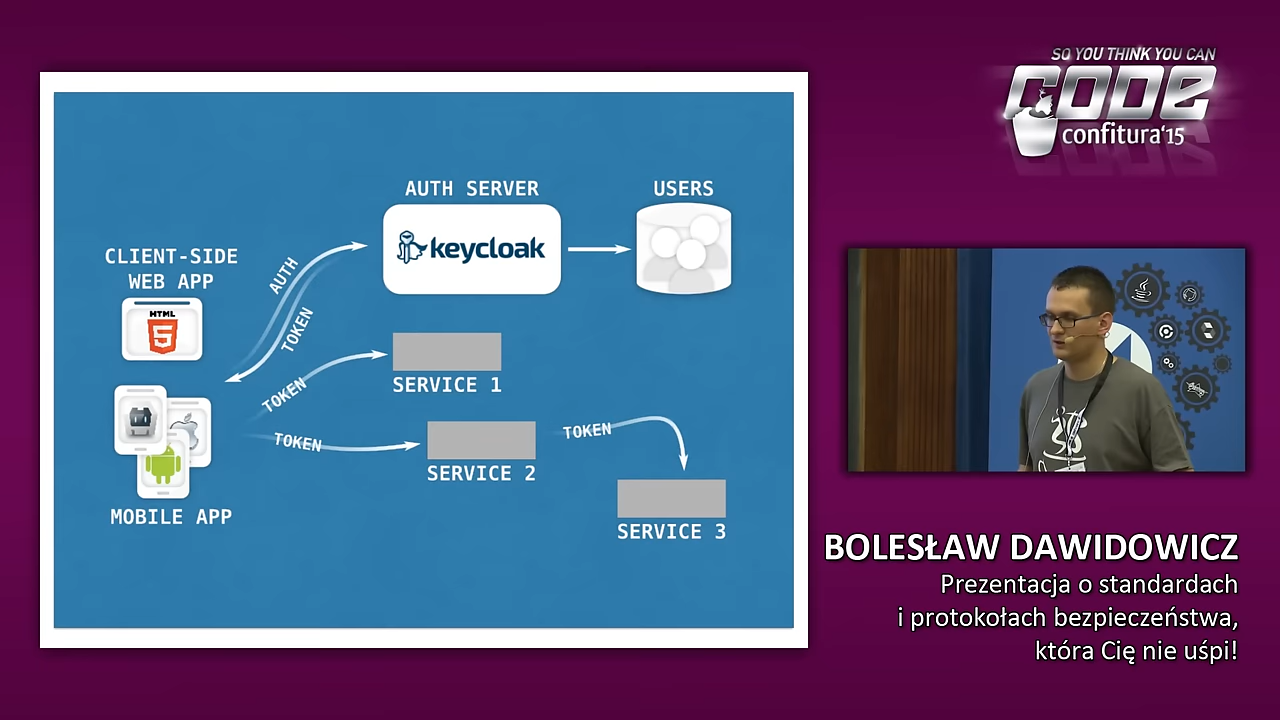 SO YOU THINK YOU CAN
CODE
confitura'15
AUTH SERVER
USERS
keycloak
CLIENT-SIDE
WEB APP
HTML
5
AUTH
TOKEN
TOKEN
SERVICE 1
TOKEN
SERVICE 2
TOKEN
SERVICE 3
MOBILE APP
BOLESŁAW DAWIDOWICZ
Prezentacja o standardach
i protokołach bezpieczeństwa,
która Cię nie uśpi!